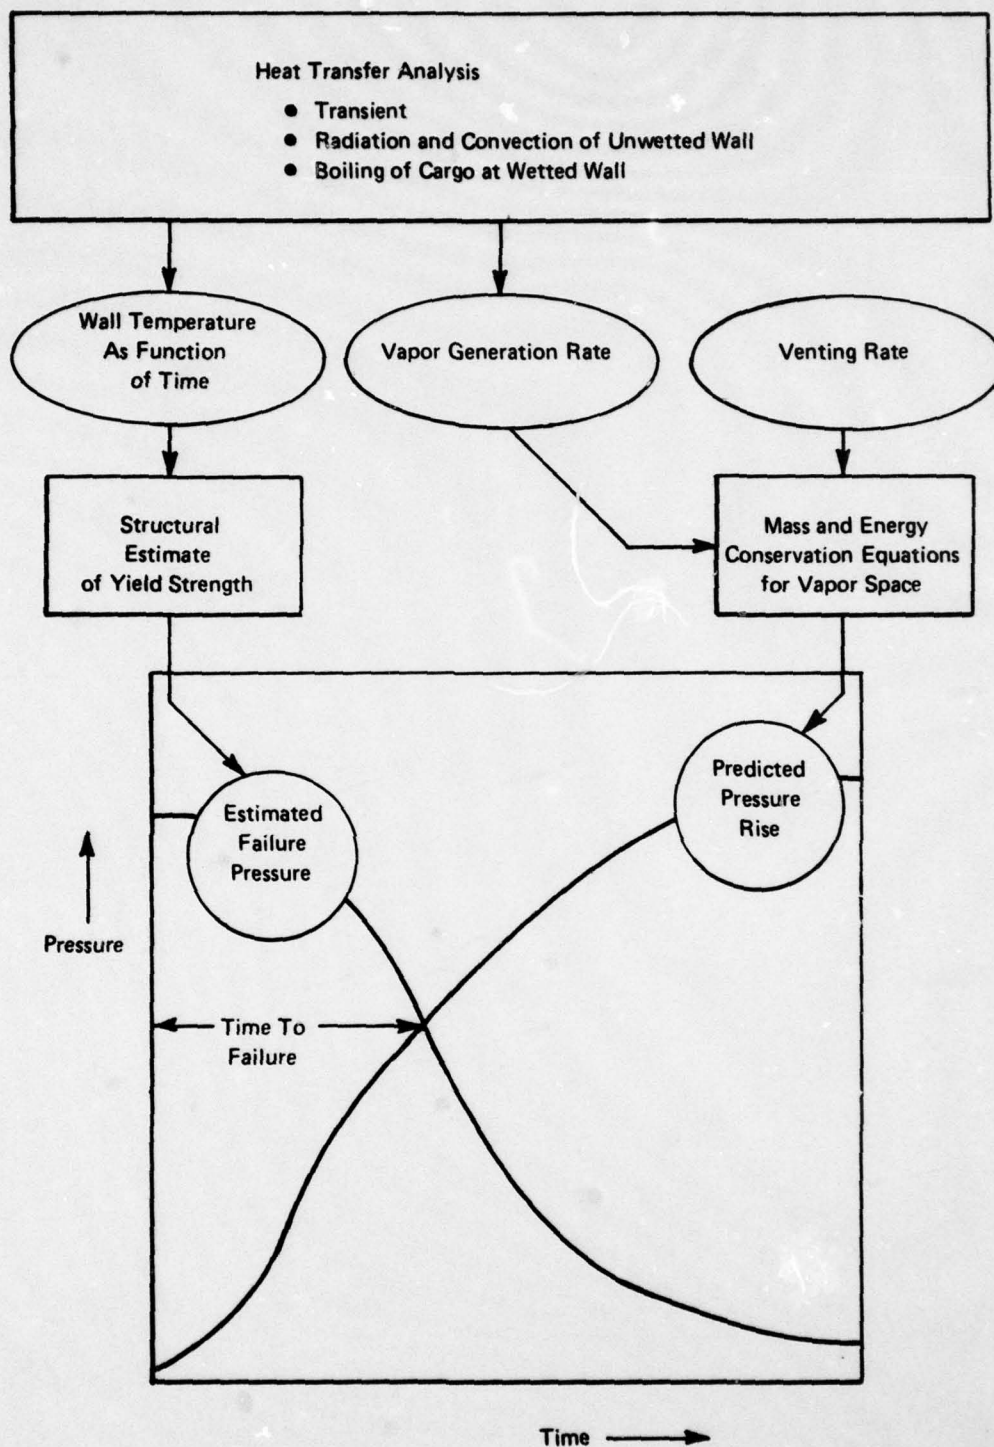 Heat Transfer Analysis
● Transient
● Radiation and Convection of Unwetted Wall
● Boiling of Cargo at Wetted Wall
Wall Temperature
As Function
of Time
Vapor Generation Rate
Venting Rate
Structural
Estimate
of Yield Strength
Mass and Energy
Conservation Equations
for Vapor Space
Estimated
Failure
Pressure
Predicted
Pressure
Rise
Pressure
Time To
Failure
Time